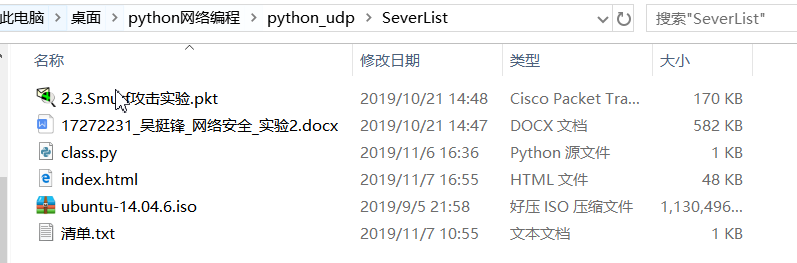 此电脑 > 桌面 > python网络编程 > python_udp > SeverList 搜索"SeverList"
名称 修改日期 类型 大小
2.3.Smurf攻击实验.pkt 2019/10/21 14:48 Cisco Packet Tra... 170 KB
17272231_吴挺锋_网络安全_实验2.docx 2019/10/21 14:47 DOCX 文档 582 KB
class.py 2019/11/6 16:36 Python 源文件 1 KB
index.html 2019/11/7 16:55 HTML 文件 48 KB
ubuntu-14.04.6.iso 2019/9/5 21:58 好压 ISO 压缩文件 1,130,496...
清单.txt 2019/11/7 10:55 文本文档 1 KB